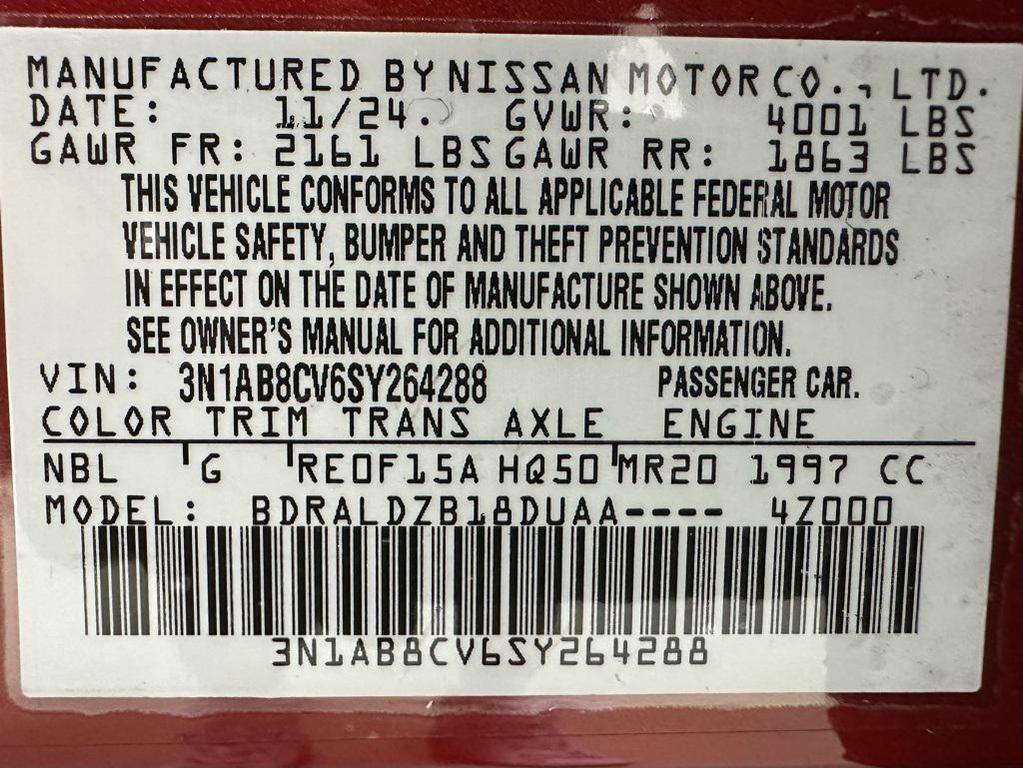 MANUFACTURED BY NISSAN MOTOR CO., LTD.
DATE: 11/24 GVWR: 4001 LBS
GAWR FR: 2161 LBS GAWR RR: 1863 LBS
THIS VEHICLE CONFORMS TO ALL APPLICABLE FEDERAL MOTOR
VEHICLE SAFETY, BUMPER AND THEFT PREVENTION STANDARDS
IN EFFECT ON THE DATE OF MANUFACTURE SHOWN ABOVE.
SEE OWNER'S MANUAL FOR ADDITIONAL INFORMATION.
VIN: 3N1AB8CV6SY264288 PASSENGER CAR.
COLOR TRIM TRANS AXLE ENGINE
NBL G RE0F15A HQ50 MR20 1997 CC
MODEL: BDRALDZB18DUAA---- 4Z000
3N1AB8CV6SY264288